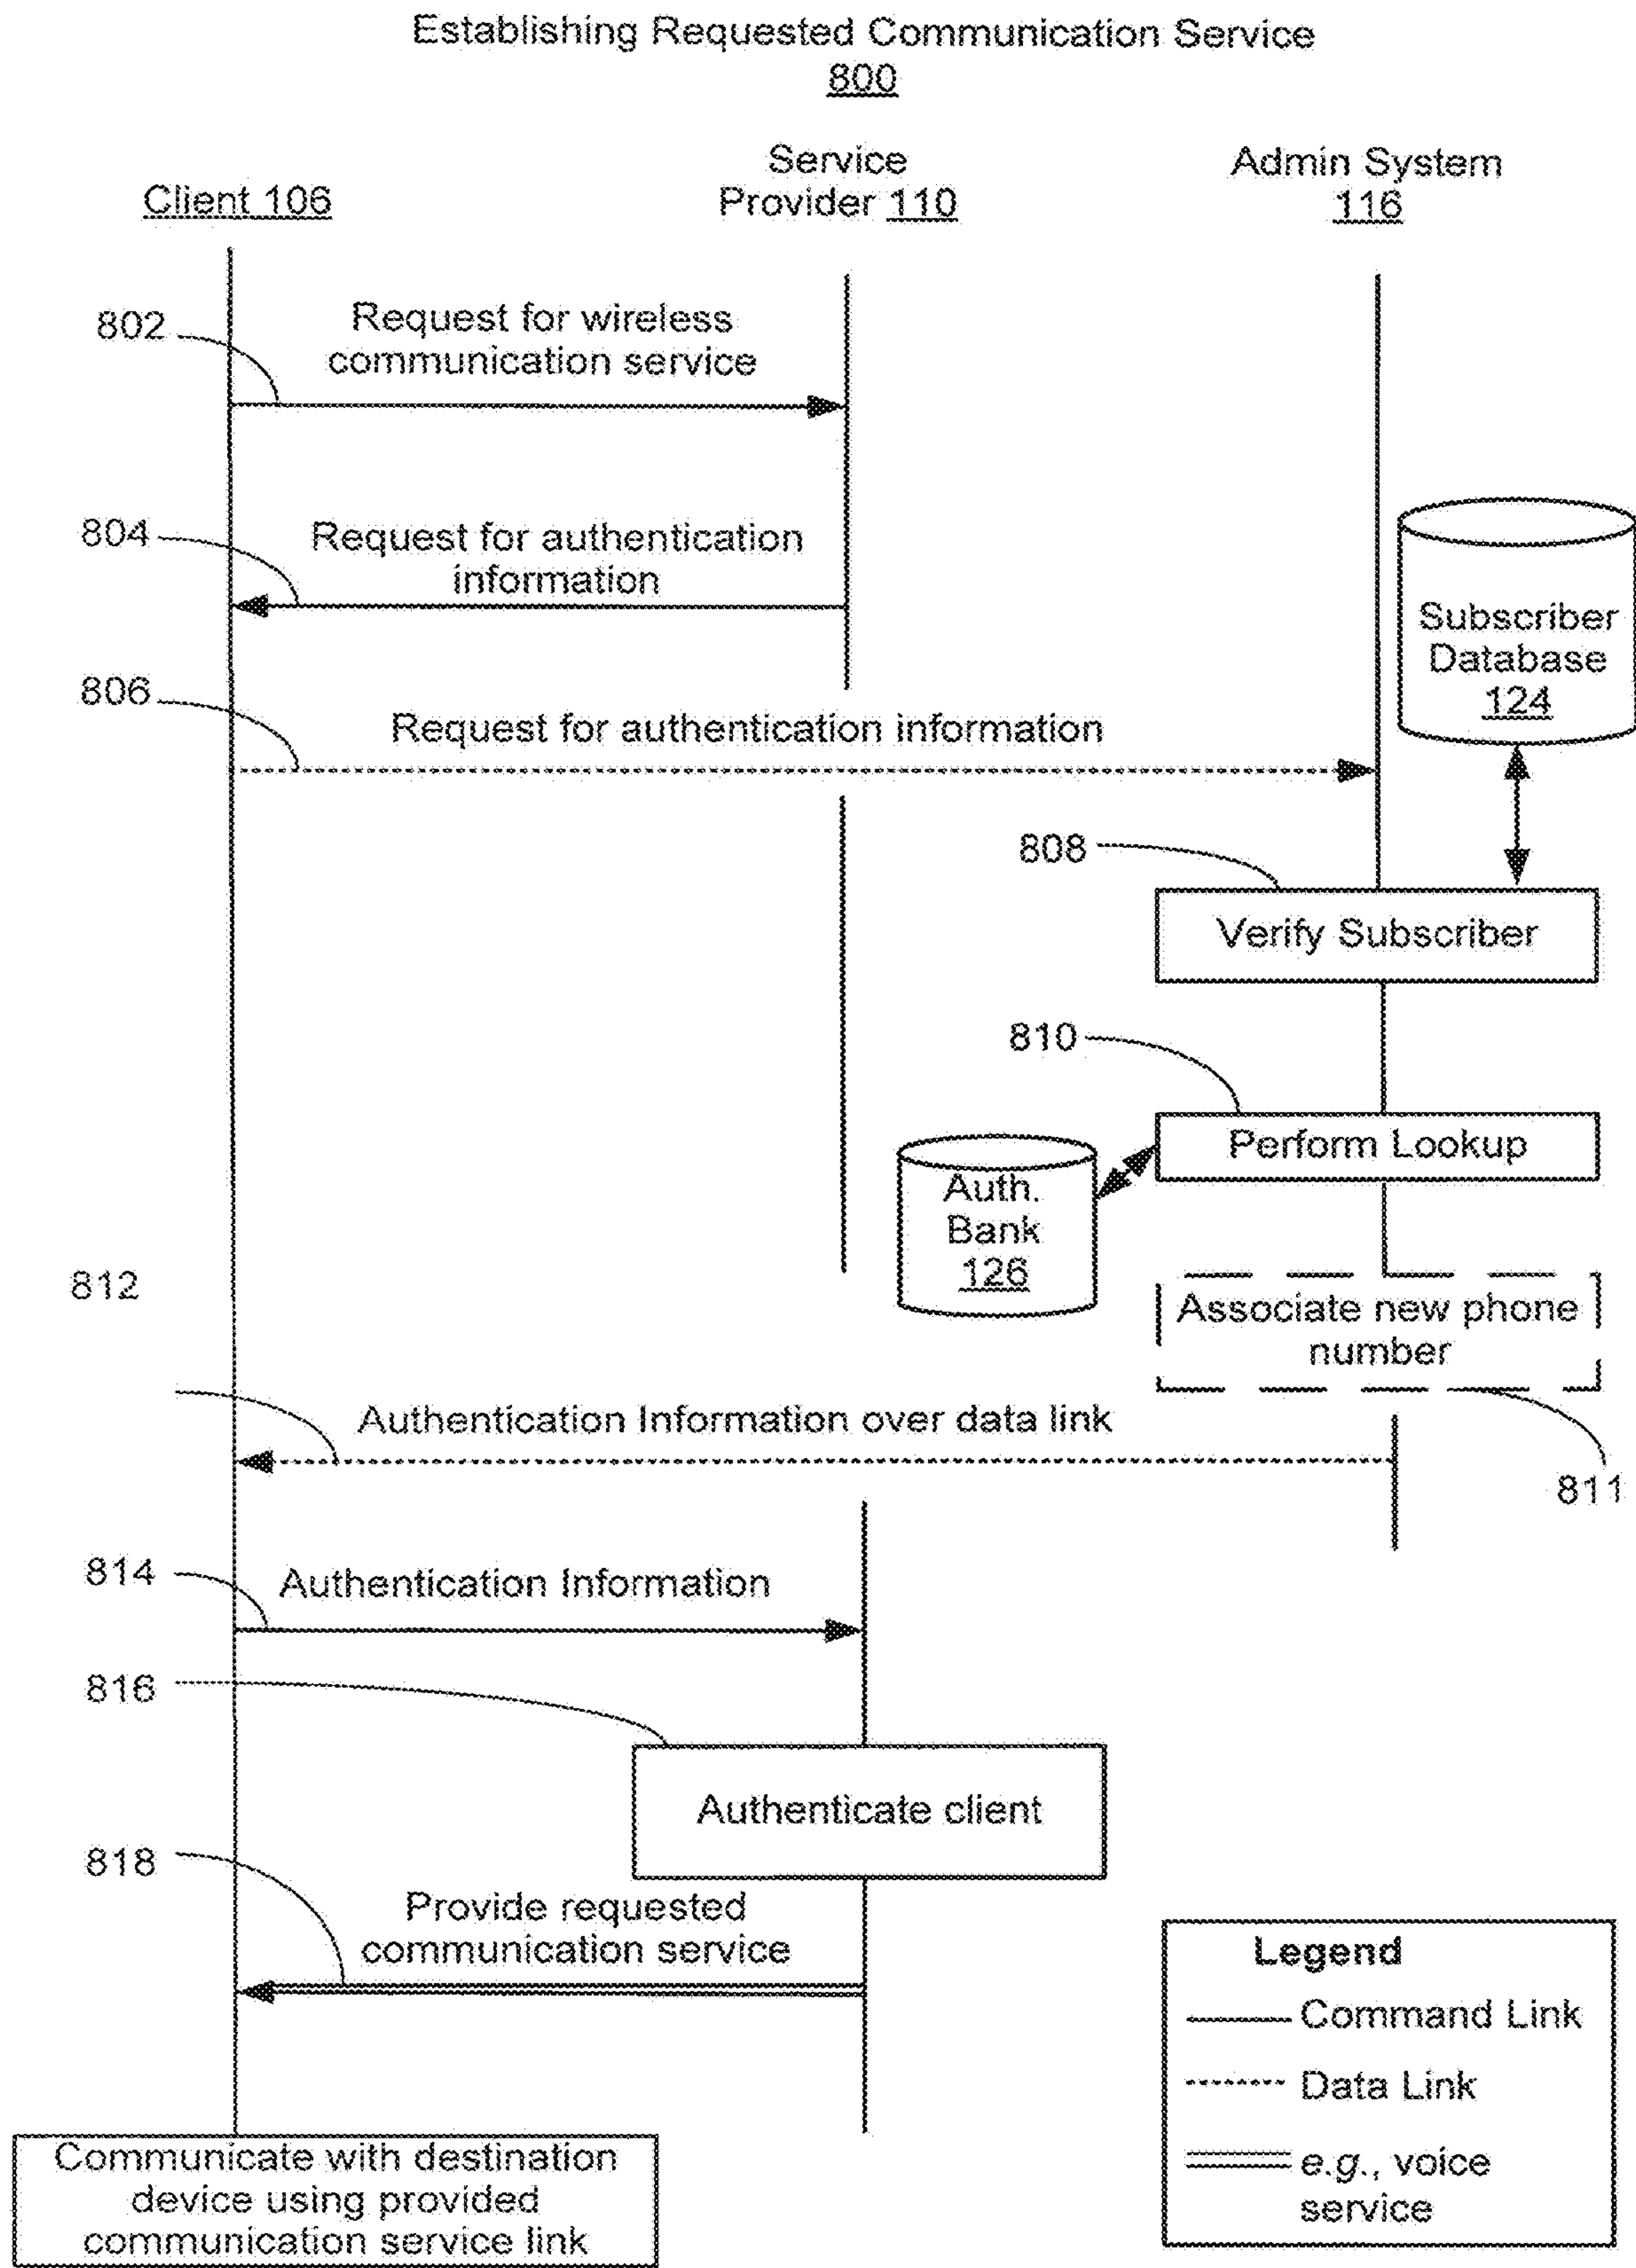 Establishing Requested Communication Service
800
Client 106
Service
Provider 110
Admin System
116
802
Request for wireless
communication service
804
Request for authentication
information
Subscriber
Database
124
806
Request for authentication information
808
Verify Subscriber
810
Perform Lookup
Auth.
Bank
126
812
Associate new phone
number
Authentication Information over data link
811
814
Authentication Information
816
Authenticate client
818
Provide requested
communication service
Legend
Command Link
Data Link
e.g., voice
service
Communicate with destination
device using provided
communication service link